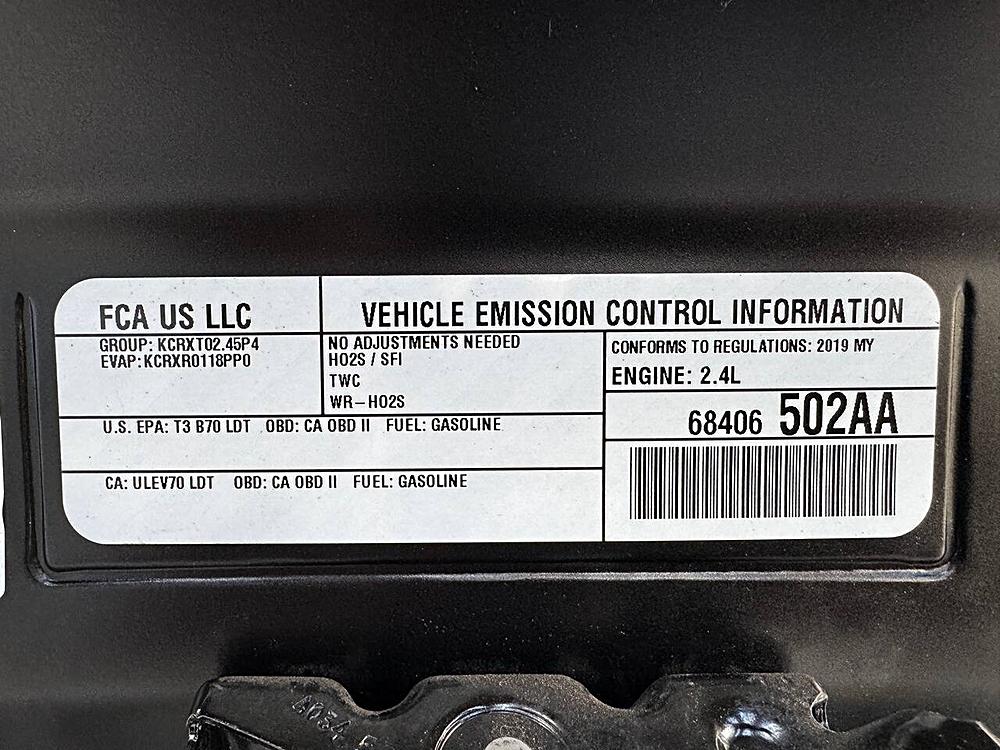 FCA US LLC
VEHICLE EMISSION CONTROL INFORMATION
GROUP: KCRXT02.45P4
EVAP: KCRXR0118PP0
NO ADJUSTMENTS NEEDED
HO2S / SFI
TWC
WR-HO2S
CONFORMS TO REGULATIONS: 2019 MY
ENGINE: 2.4L
68406 502AA
U.S. EPA: T3 B70 LDT OBD: CA OBD II FUEL: GASOLINE
CA: ULEV70 LDT OBD: CA OBD II FUEL: GASOLINE